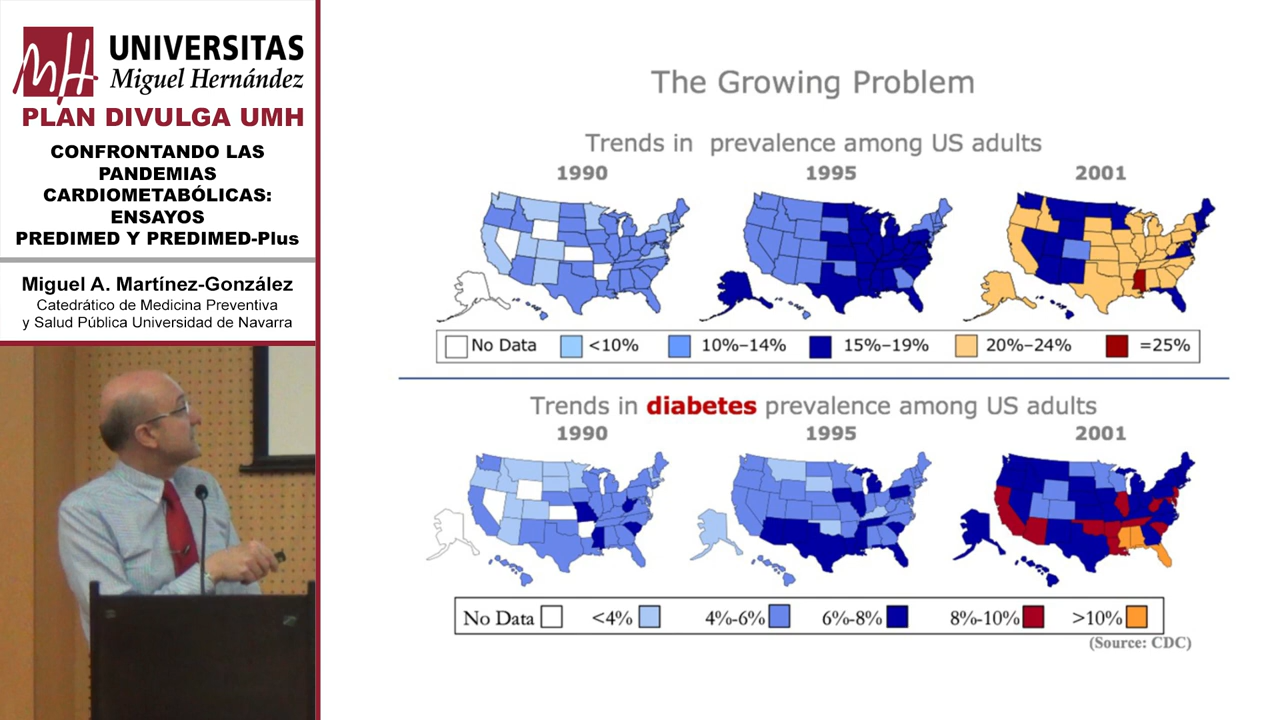 UNIVERSITAS
Miguel Hernández
PLAN DIVULGA UMH
CONFRONTANDO LAS
PANDEMIAS
CARDIOMETABÓLICAS:
ENSAYOS
PREDIMED Y PREDIMED-Plus
Miguel A. Martínez-González
Catedrático de Medicina Preventiva
y Salud Pública Universidad de Navarra
The Growing Problem
Trends in prevalence among US adults
1990 1995 2001
No Data <10% 10%–14% 15%–19% 20%–24% =25%
Trends in diabetes prevalence among US adults
1990 1995 2001
No Data <4% 4%-6% 6%-8% 8%-10% >10%
(Source: CDC)